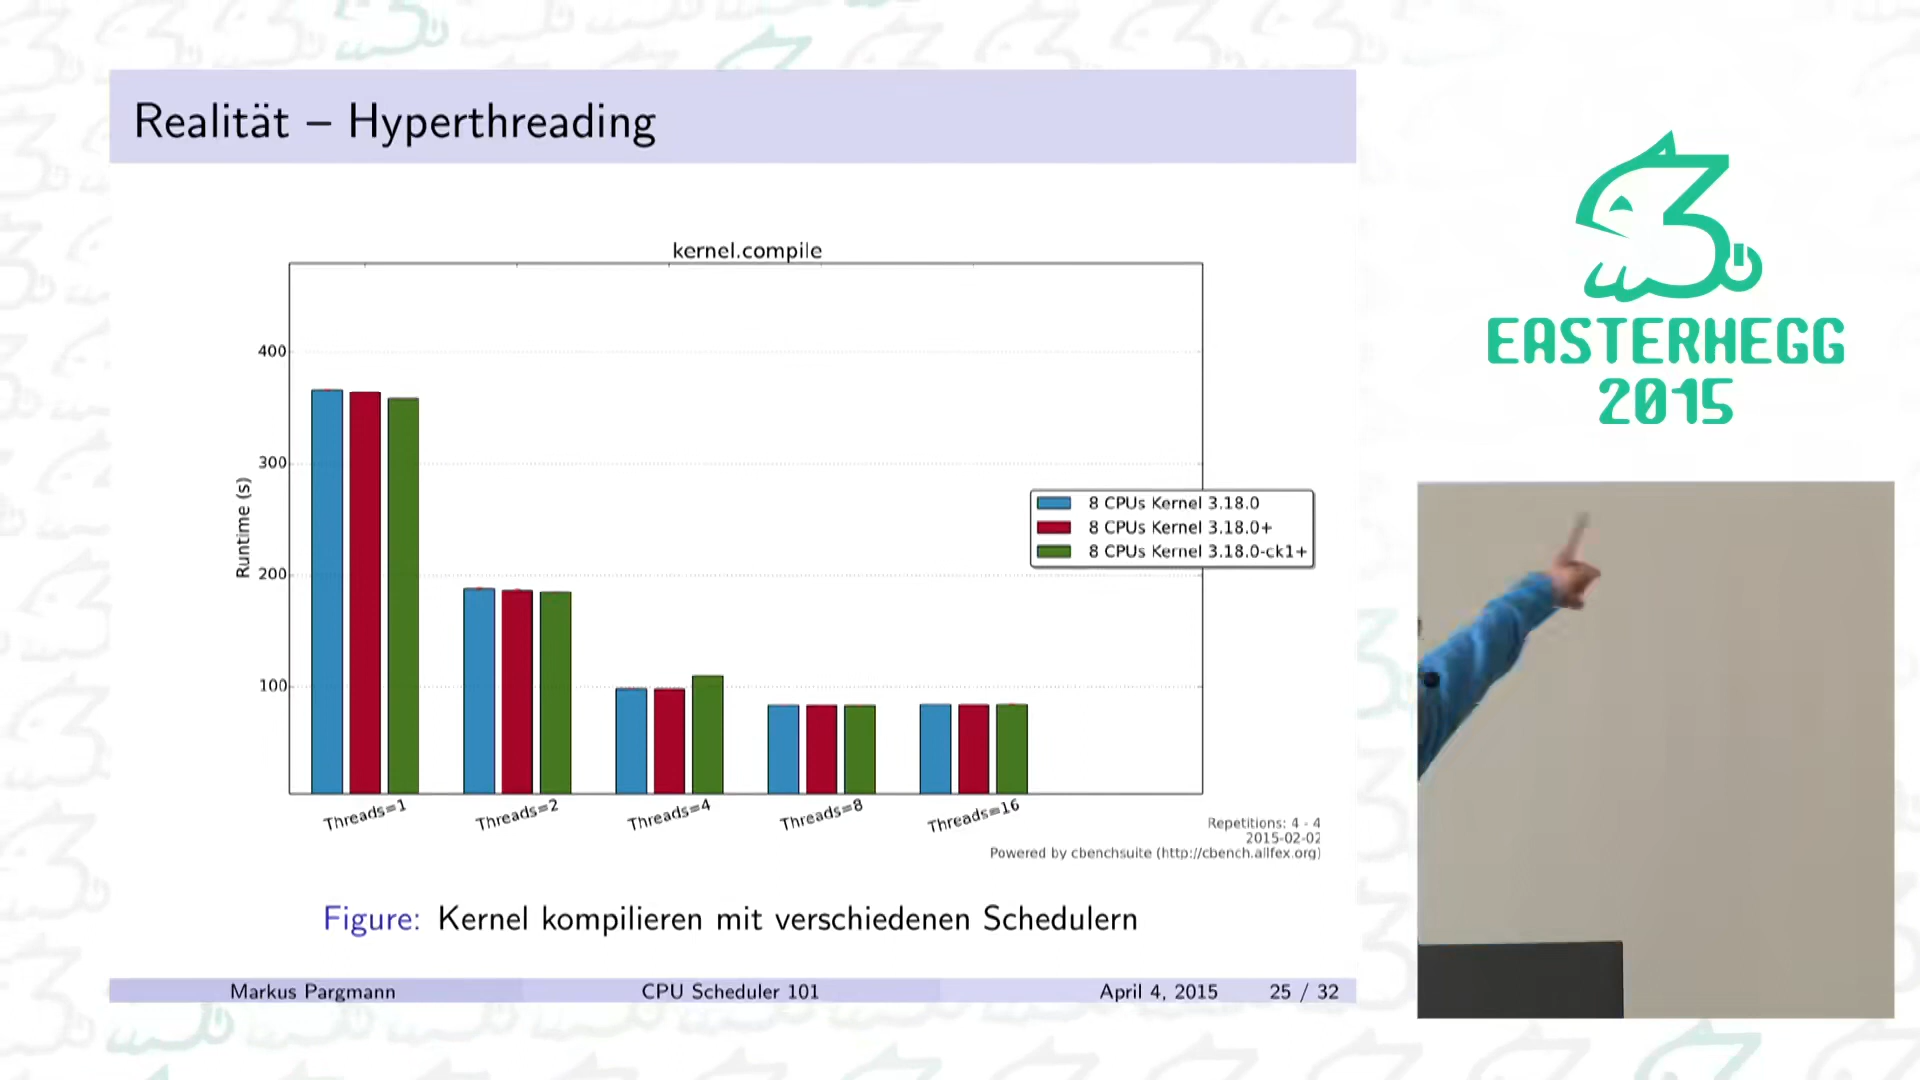 Realität – Hyperthreading
kernel.compile
400
300
200
100
Runtime (s)
8 CPUs Kernel 3.18.0
8 CPUs Kernel 3.18.0+
8 CPUs Kernel 3.18.0-ck1+
Threads=1
Threads=2
Threads=4
Threads=8
Threads=16
Repetitions: 4 - 4
2015-02-02
Powered by cbenchsuite (http://cbench.allfex.org)
Figure: Kernel kompilieren mit verschiedenen Schedulern
Markus Pargmann CPU Scheduler 101 April 4, 2015 25 / 32
EASTERHEGG
2015